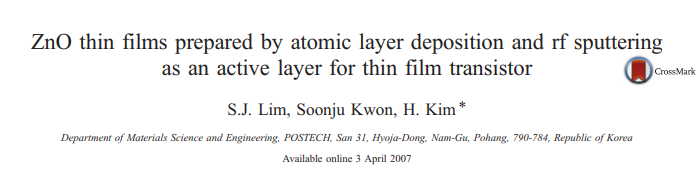 ZnO thin films prepared by atomic layer deposition and rf sputtering
as an active layer for thin film transistor
CrossMark
S.J. Lim, Soonju Kwon, H. Kim*
Department of Materials Science and Engineering, POSTECH, San 31, Hyoja-Dong, Nam-Gu, Pohang, 790-784, Republic of Korea
Available online 3 April 2007